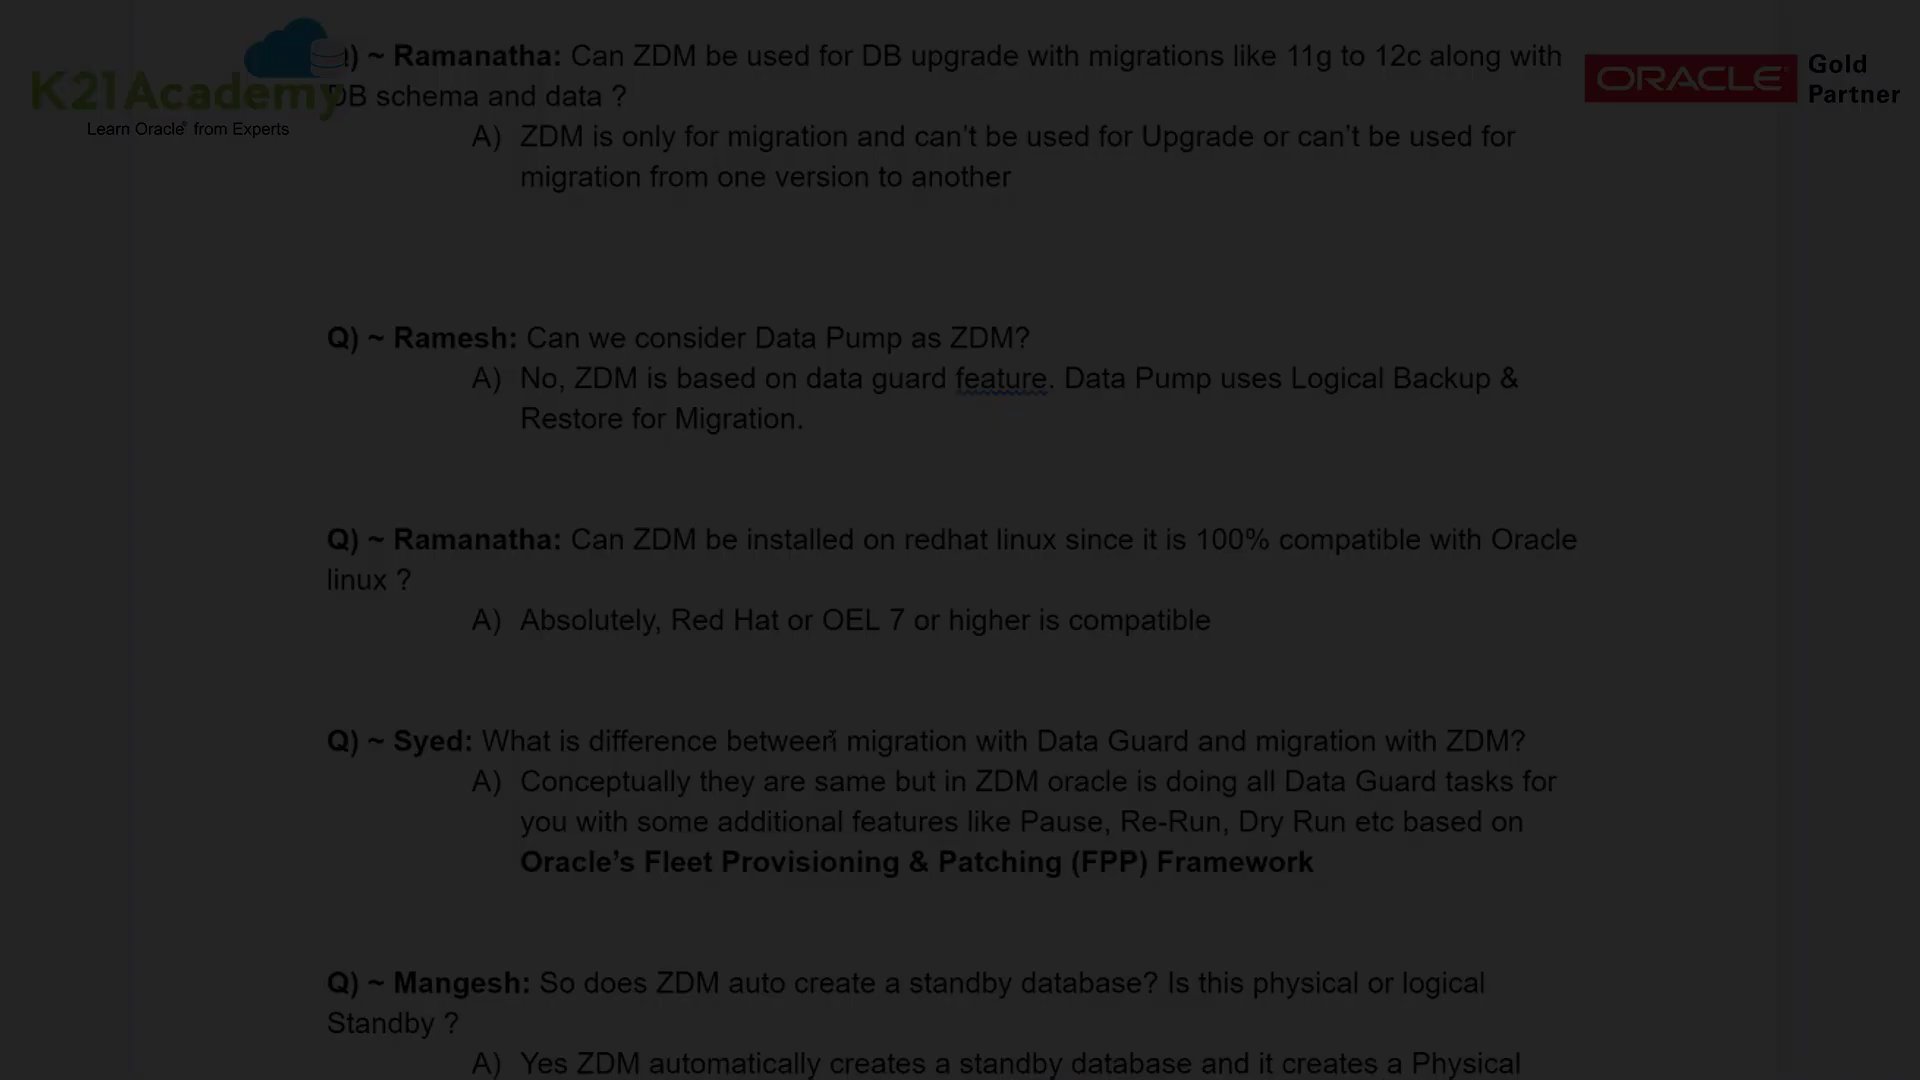 Q) ~ Ramanatha: Can ZDM be used for DB upgrade with migrations like 11g to 12c along with
DB schema and data ?
A) ZDM is only for migration and can't be used for Upgrade or can’t be used for
migration from one version to another
K21Academy
Learn Oracle® from Experts
ORACLE®
Gold
Partner
Q) ~ Ramesh: Can we consider Data Pump as ZDM?
A) No, ZDM is based on data guard feature. Data Pump uses Logical Backup &
Restore for Migration.
Q) ~ Ramanatha: Can ZDM be installed on redhat linux since it is 100% compatible with Oracle
linux ?
A) Absolutely, Red Hat or OEL 7 or higher is compatible
Q) ~ Syed: What is difference between migration with Data Guard and migration with ZDM?
A) Conceptually they are same but in ZDM oracle is doing all Data Guard tasks for
you with some additional features like Pause, Re-Run, Dry Run etc based on
Oracle’s Fleet Provisioning & Patching (FPP) Framework
Q) ~ Mangesh: So does ZDM auto create a standby database? Is this physical or logical
Standby ?
A) Yes ZDM automatically creates a standby database and it creates a Physical